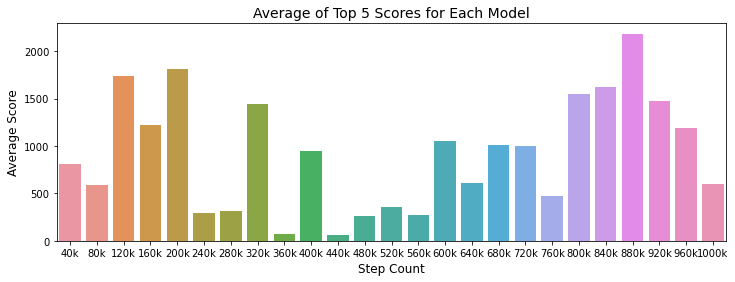 Average of Top 5 Scores for Each Model
2000
1500
1000
500
0
Average Score
40k 80k 120k 160k 200k 240k 280k 320k 360k 400k 440k 480k 520k 560k 600k 640k 680k 720k 760k 800k 840k 880k 920k 960k 1000k
Step Count